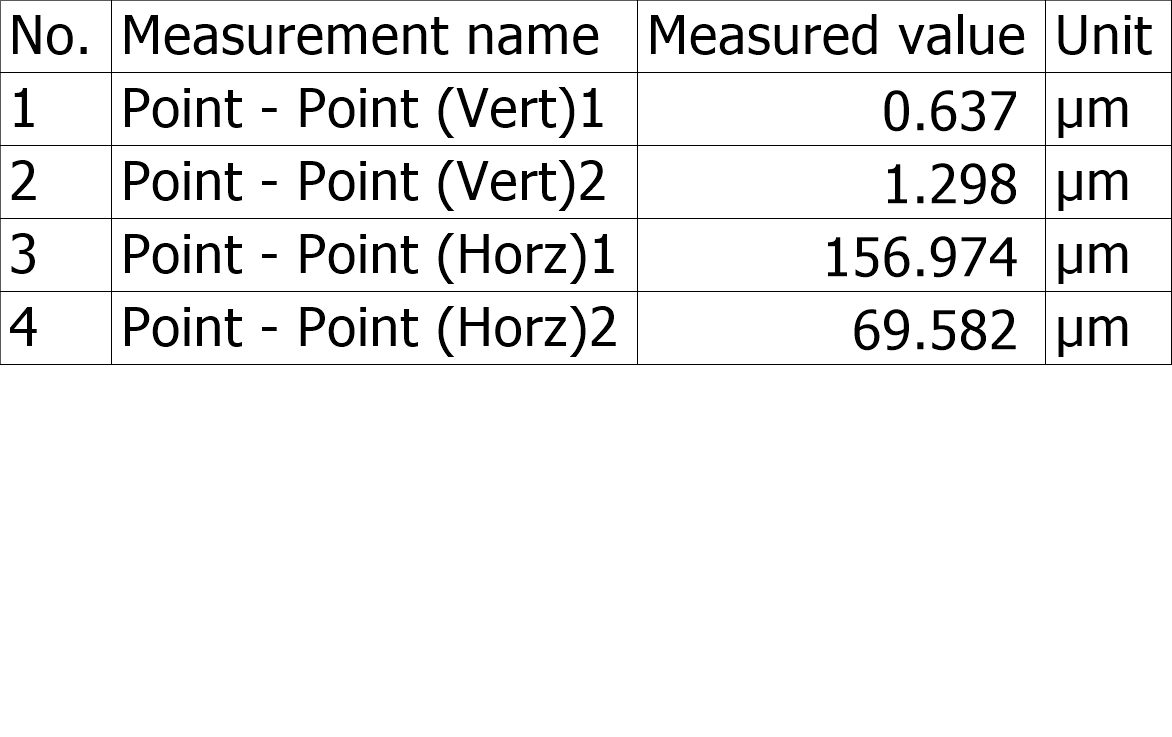 No. Measurement name Measured value Unit
1 Point - Point (Vert)1 0.637 µm
2 Point - Point (Vert)2 1.298 µm
3 Point - Point (Horz)1 156.974 µm
4 Point - Point (Horz)2 69.582 µm